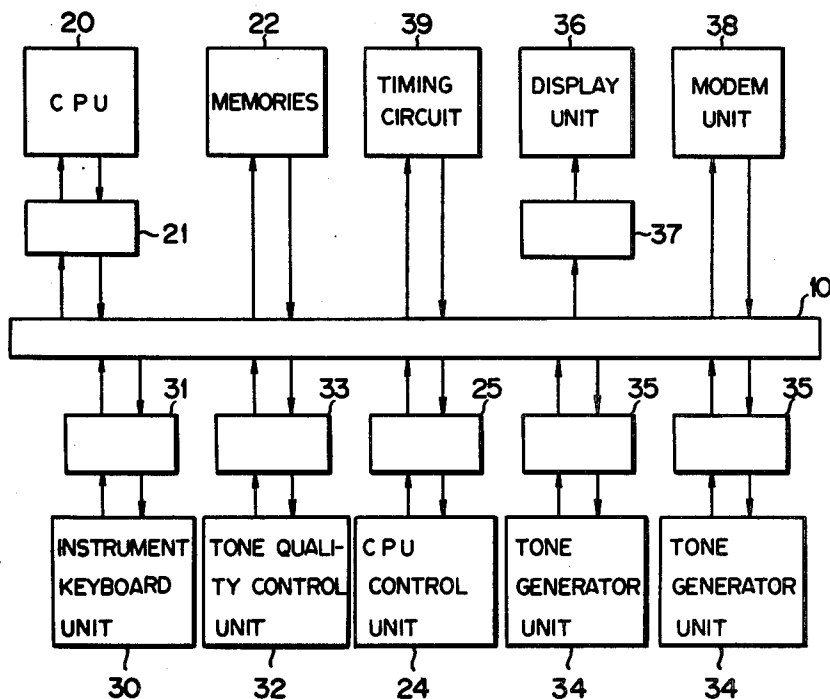 20 22 39 36 38
CPU
MEMORIES
TIMING
CIRCUIT
DISPLAY
UNIT
MODEM
UNIT
21
37
10
31 33 25 35 35
INSTRUMENT
KEYBOARD
UNIT
TONE QUALI-
TY CONTROL
UNIT
CPU
CONTROL
UNIT
TONE
GENERATOR
UNIT
TONE
GENERATOR
UNIT
30 32 24 34 34